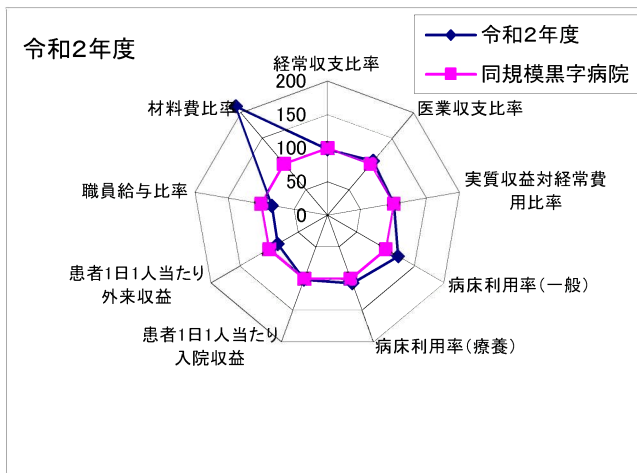 令和2年度
令和2年度
同規模黒字病院
経常収支比率
医業収支比率
実質収益対経常費
用比率
病床利用率(一般)
病床利用率(療養)
患者1日1人当たり
入院収益
患者1日1人当たり
外来収益
職員給与比率
材料費比率
200
150
100
50
0